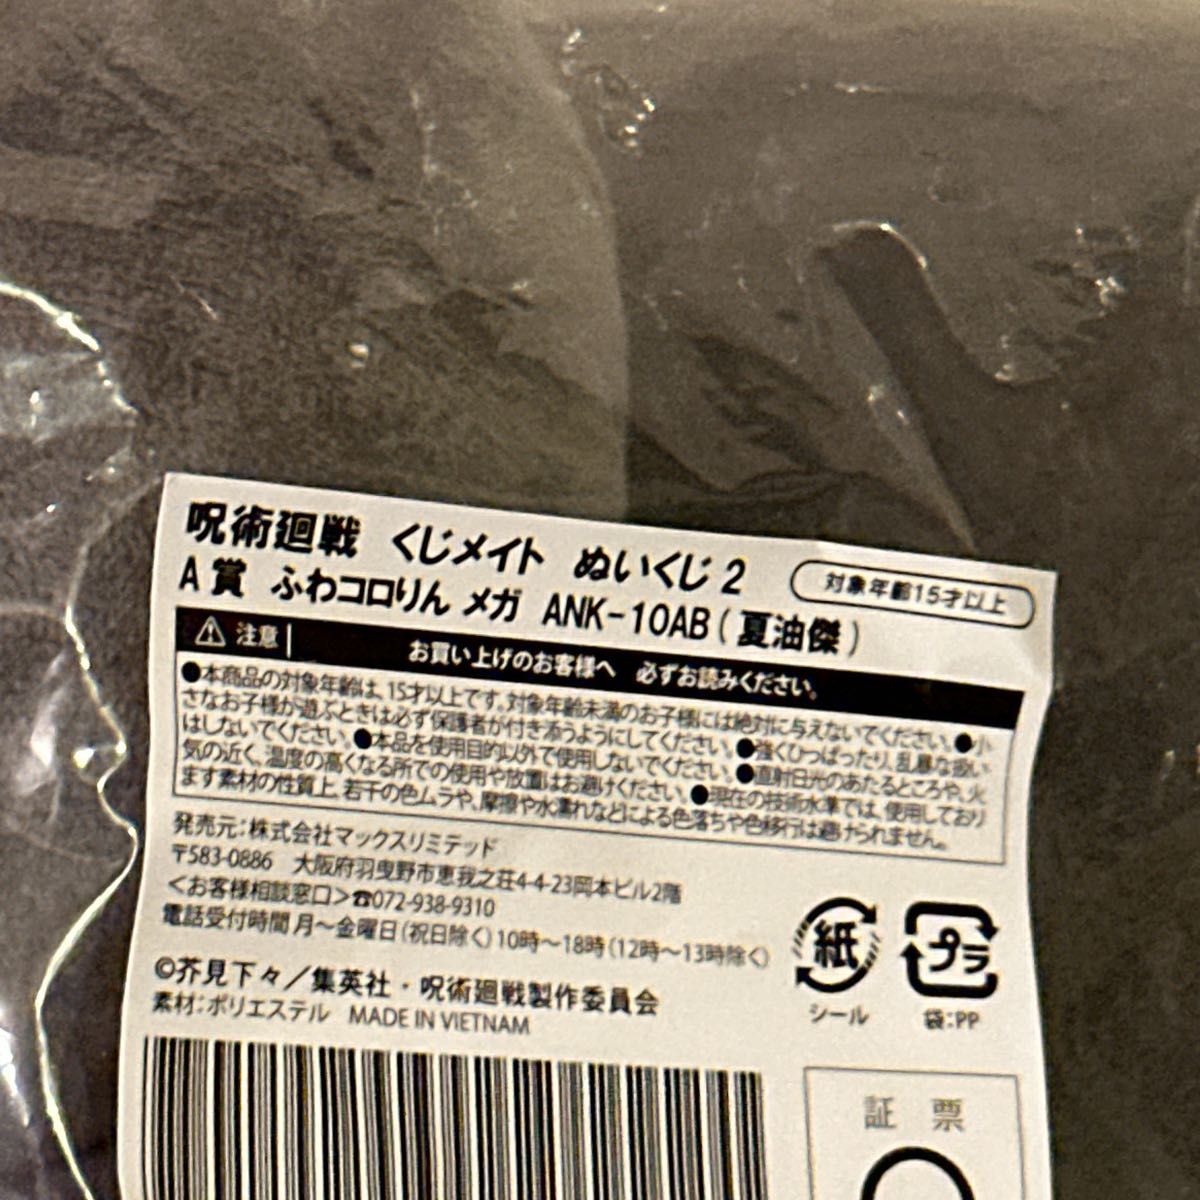 呪術廻戦 くじメイト ぬいくじ2
対象年齢15才以上
A賞 ふわコロりん メガ ANK-10AB(夏油傑)
注意 お買い上げのお客様へ 必ずお読みください。
●本商品の対象年齢は、15才以上です。対象年齢未満のお子様には絶対に与えないでください。●小
さなお子様が遊ぶときは必ず保護者が付き添うようにしてください。●強くひっぱったり、乱暴な扱い
はしないでください。●本品を使用目的以外で使用しないでください。●直射日光のあたるところや、火
気の近く、温度の高くなる所での使用や放置はお避けください。●現在の技術水準では、使用しており
ます素材の性質上、若干の色ムラや、摩擦や水濡れなどによる色落ちや色移行は避けられません。
発売元:株式会社マックスリミテッド
〒583-0886 大阪府羽曳野市恵我之荘4-4-23岡本ビル2階
<お客様相談窓口>☎072-938-9310
電話受付時間 月〜金曜日(祝日除く)10時〜18時(12時〜13時除く)
©芥見下々/集英社・呪術廻戦製作委員会
素材:ポリエステル MADE IN VIETNAM
紙
シール
プラ
袋:PP
証票